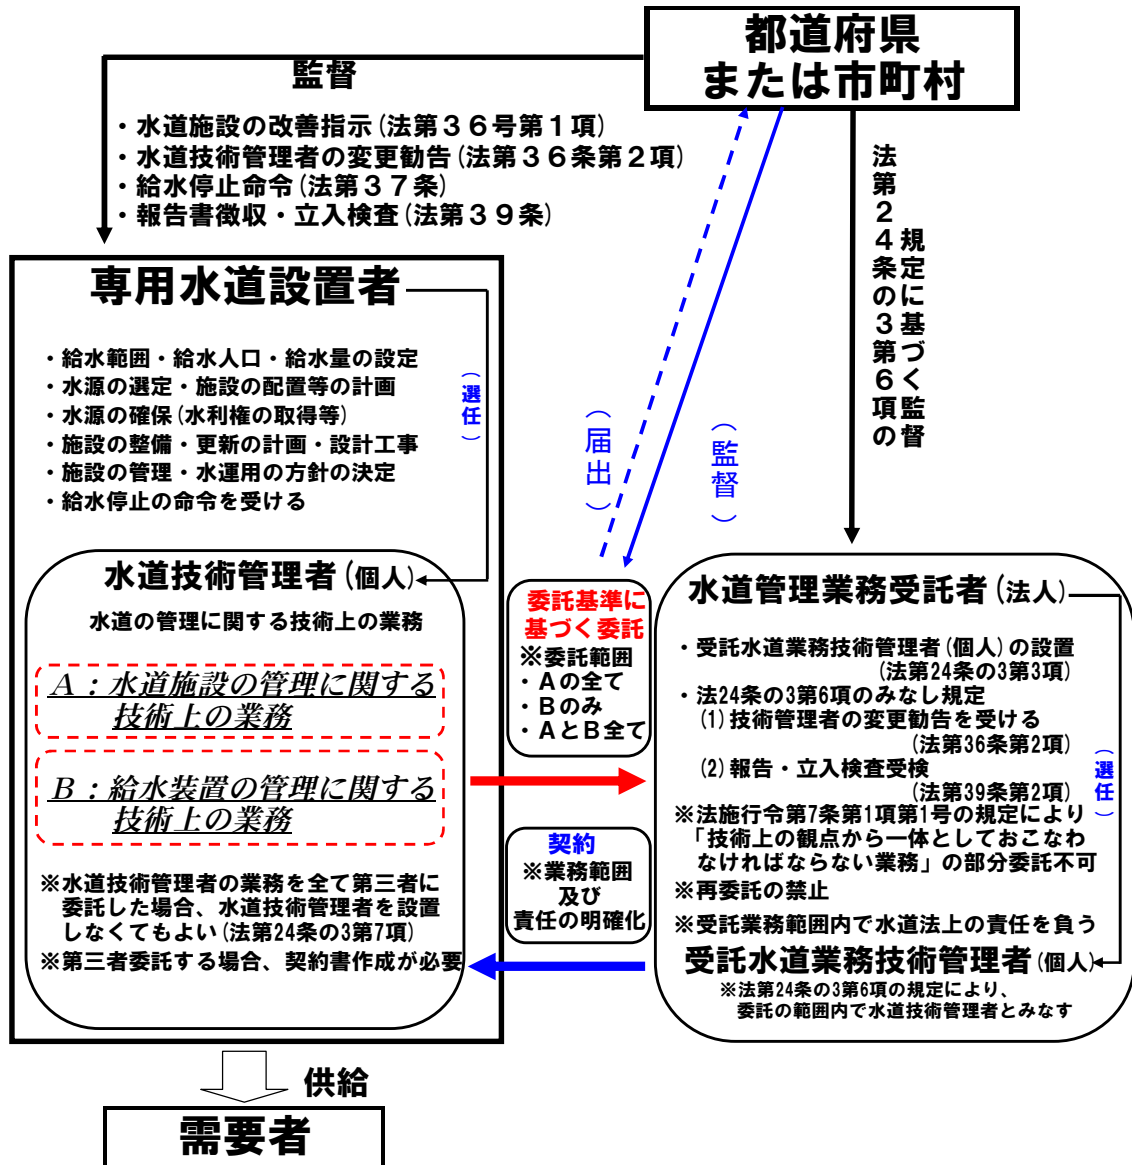 都道府県
または市町村
監督
・水道施設の改善指示(法第３６号第１項)
・水道技術管理者の変更勧告(法第３６条第２項)
・給水停止命令(法第３７条)
・報告書徴収・立入検査(法第３９条)
法第２４条の３第６項の
規定に基づく監督
専用水道設置者
・給水範囲・給水人口・給水量の設定
・水源の選定・施設の配置等の計画
・水源の確保(水利権の取得等)
・施設の整備・更新の計画・設計工事
・施設の管理・水運用の方針の決定
・給水停止の命令を受ける
(選任)
(届出)
(監督)
水道技術管理者(個人)
水道の管理に関する技術上の業務
Ａ：水道施設の管理に関する
技術上の業務
Ｂ：給水装置の管理に関する
技術上の業務
※水道技術管理者の業務を全て第三者に
委託した場合、水道技術管理者を設置
しなくてもよい(法第24条の3第7項)
※第三者委託する場合、契約書作成が必要
委託基準に
基づく委託
※委託範囲
・Ａの全て
・Ｂのみ
・ＡとＢ全て
契約
※業務範囲
及び
責任の明確化
水道管理業務受託者(法人)
・受託水道業務技術管理者(個人)の設置
(法第24条の3第3項)
・法24条の3第6項のみなし規定
(1)技術管理者の変更勧告を受ける
(法第36条第2項)
(2)報告・立入検査受検
(法第39条第2項)
(選任)
※法施行令第7条第1項第1号の規定により
「技術上の観点から一体としておこなわ
なければならない業務」の部分委託不可
※再委託の禁止
※受託業務範囲内で水道法上の責任を負う
受託水道業務技術管理者(個人)
※法第24条の3第6項の規定により、
委託の範囲内で水道技術管理者とみなす
供給
需要者